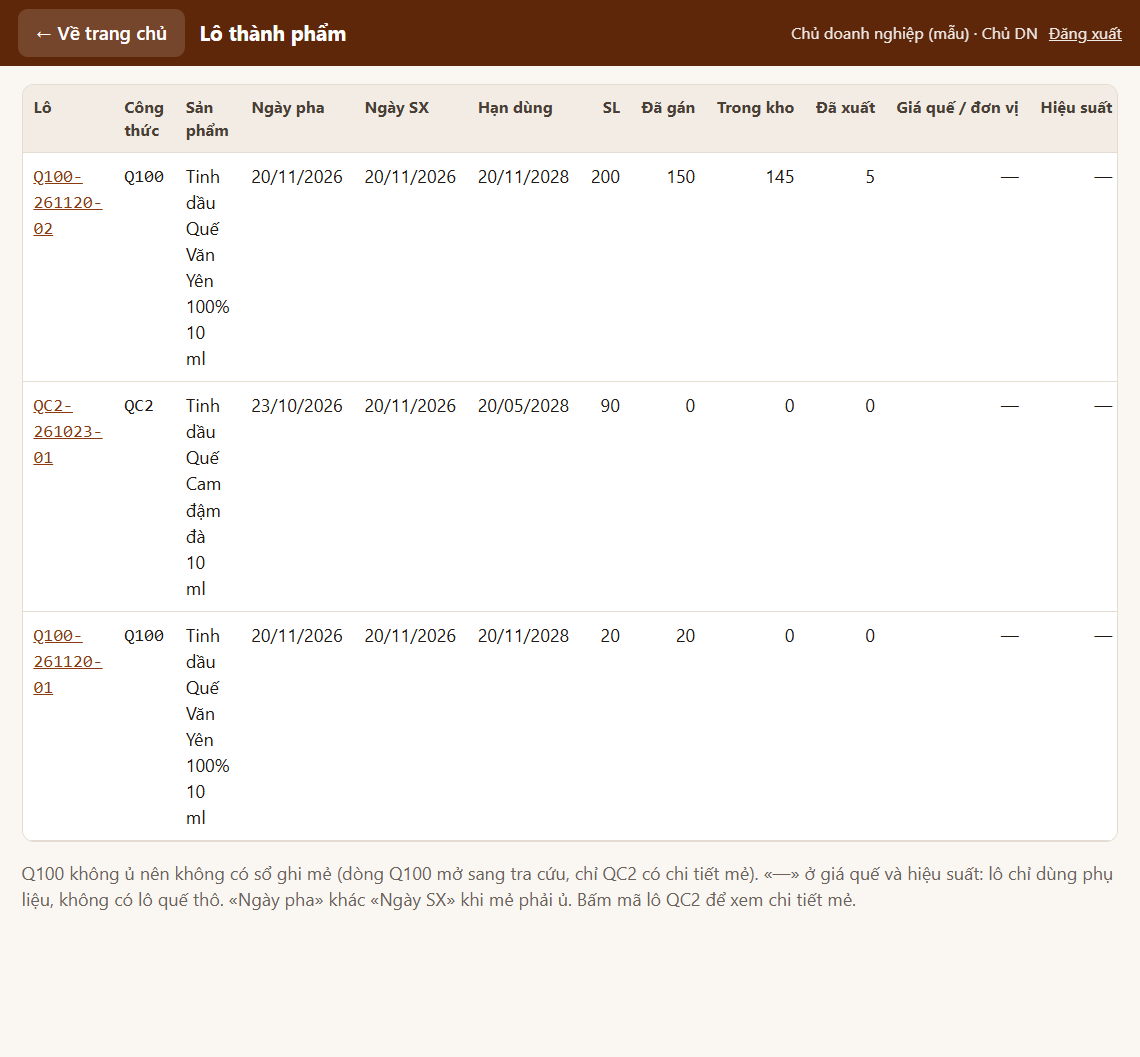 ← Về trang chủ Lô thành phẩm Chủ doanh nghiệp (mẫu) · Chủ DN Đăng xuất
Lô Công thức Sản phẩm Ngày pha Ngày SX Hạn dùng SL Đã gán Trong kho Đã xuất Giá quế / đơn vị Hiệu suất
Q100- Q100 Tinh 20/11/2026 20/11/2026 20/11/2028 200 150 145 5 — —
261120- dầu
02 Quế
Văn
Yên
100%
10
ml
QC2- QC2 Tinh 23/10/2026 20/11/2026 20/05/2028 90 0 0 0 — —
261023- dầu
01 Quế
Cam
đậm
đà
10
ml
Q100- Q100 Tinh 20/11/2026 20/11/2026 20/11/2028 20 20 0 0 — —
261120- dầu
01 Quế
Văn
Yên
100%
10
ml
Q100 không ủ nên không có sổ ghi mẻ (dòng Q100 mở sang tra cứu, chỉ QC2 có chi tiết mẻ). «—» ở giá quế và hiệu suất: lô chỉ dùng phụ
liệu, không có lô quế thô. «Ngày pha» khác «Ngày SX» khi mẻ phải ủ. Bấm mã lô QC2 để xem chi tiết mẻ.